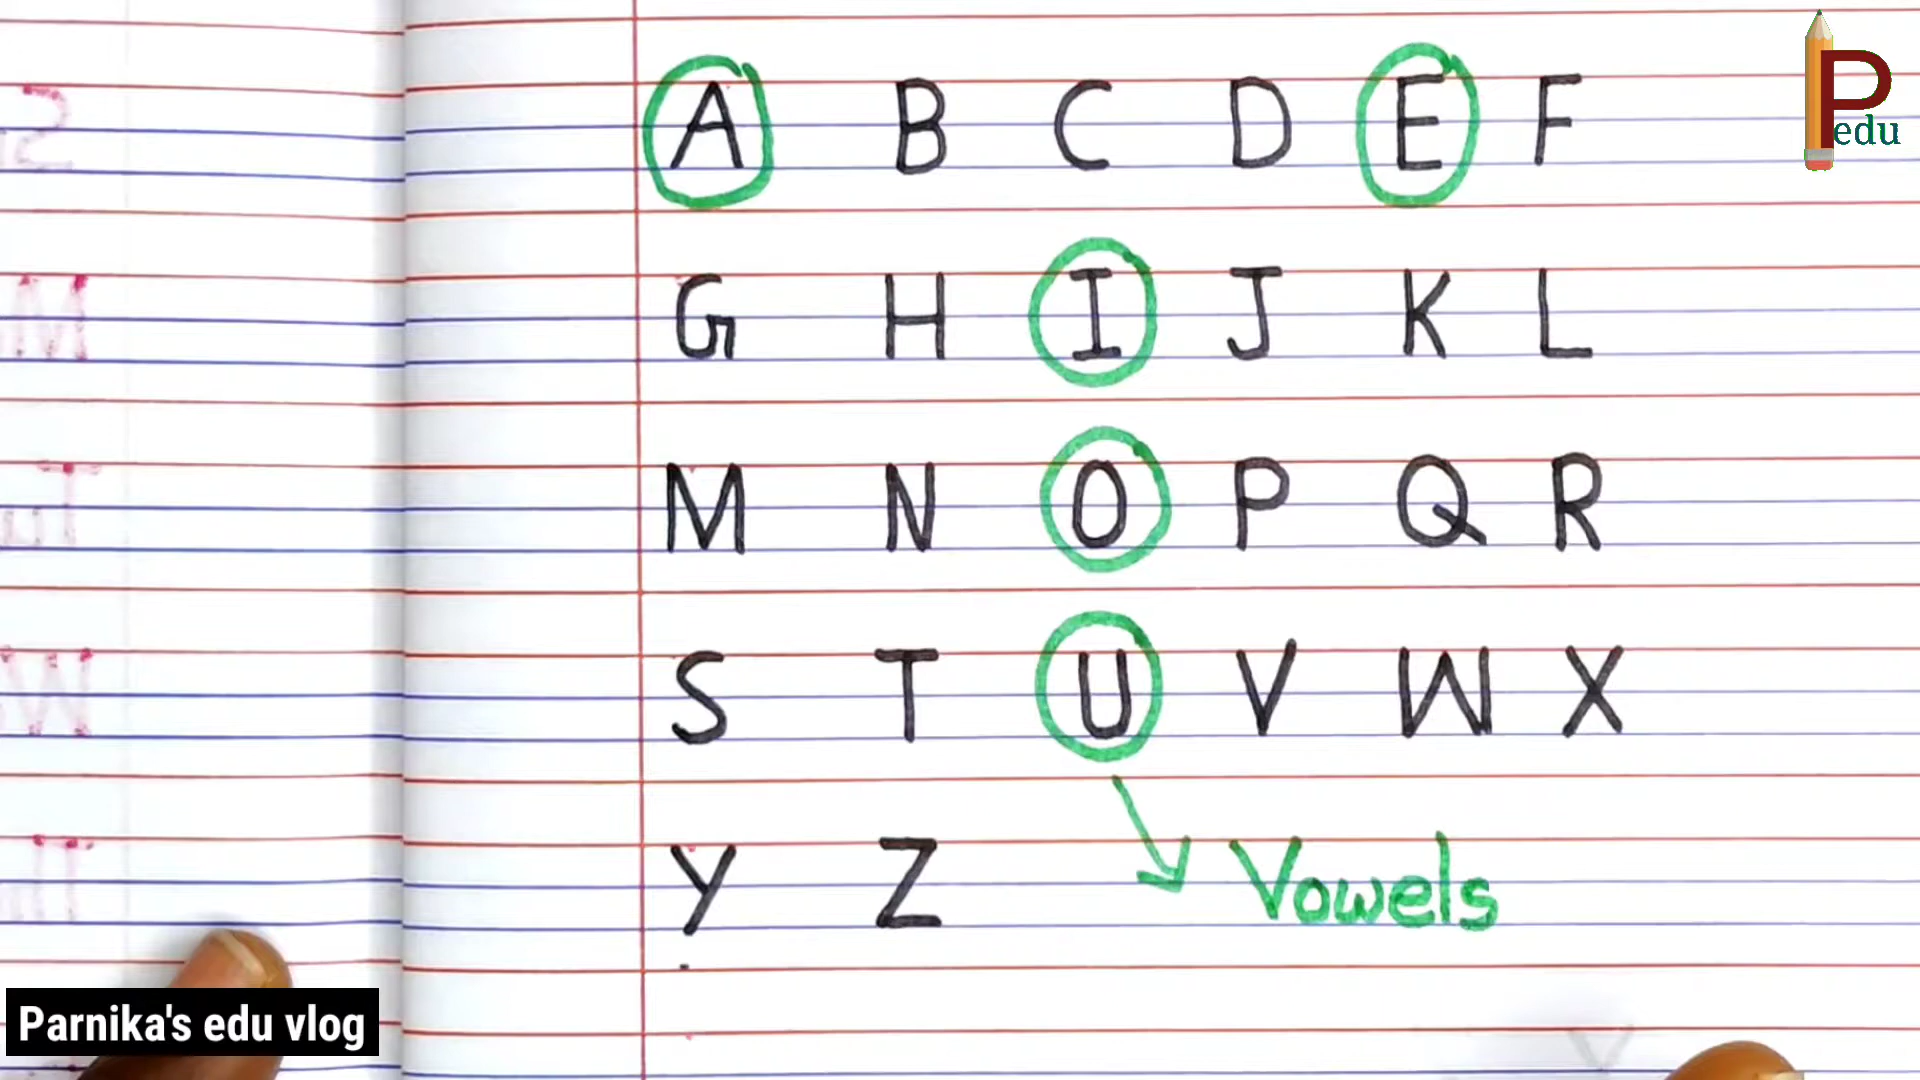 A B C D E F
G H I J K L
M N O P Q R
S T U V W X
Y Z Vowels
P
edu
Parnika's edu vlog